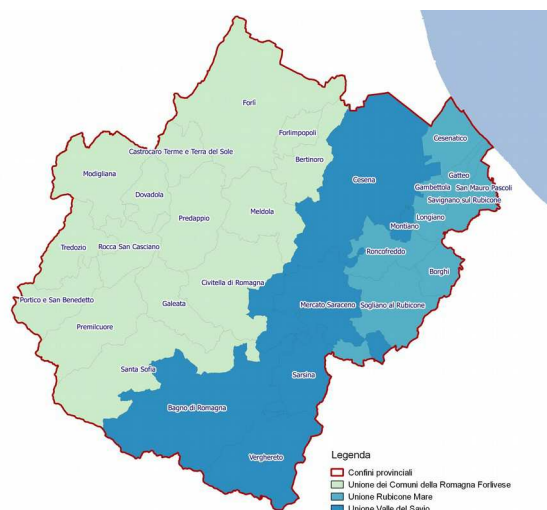 Forlì
Forlimpopoli
Castrocaro Terme e Terra del Sole
Bertinoro
Modigliana
Dovadola
Predappio
Meldola
Tredozio
Rocca San Casciano
Civitella di Romagna
Portico e San Benedetto
Galeata
Premilcuore
Santa Sofia
Cesenatico
Cesena
Gatteo
Gambettola
San Mauro Pascoli
Savignano sul Rubicone
Longiano
Montiano
Roncofreddo
Borghi
Mercato Saraceno
Sogliano al Rubicone
Sarsina
Bagno di Romagna
Verghereto
Legenda
Confini provinciali
Unione dei Comuni della Romagna Forlivese
Unione Rubicone Mare
Unione Valle del Savio